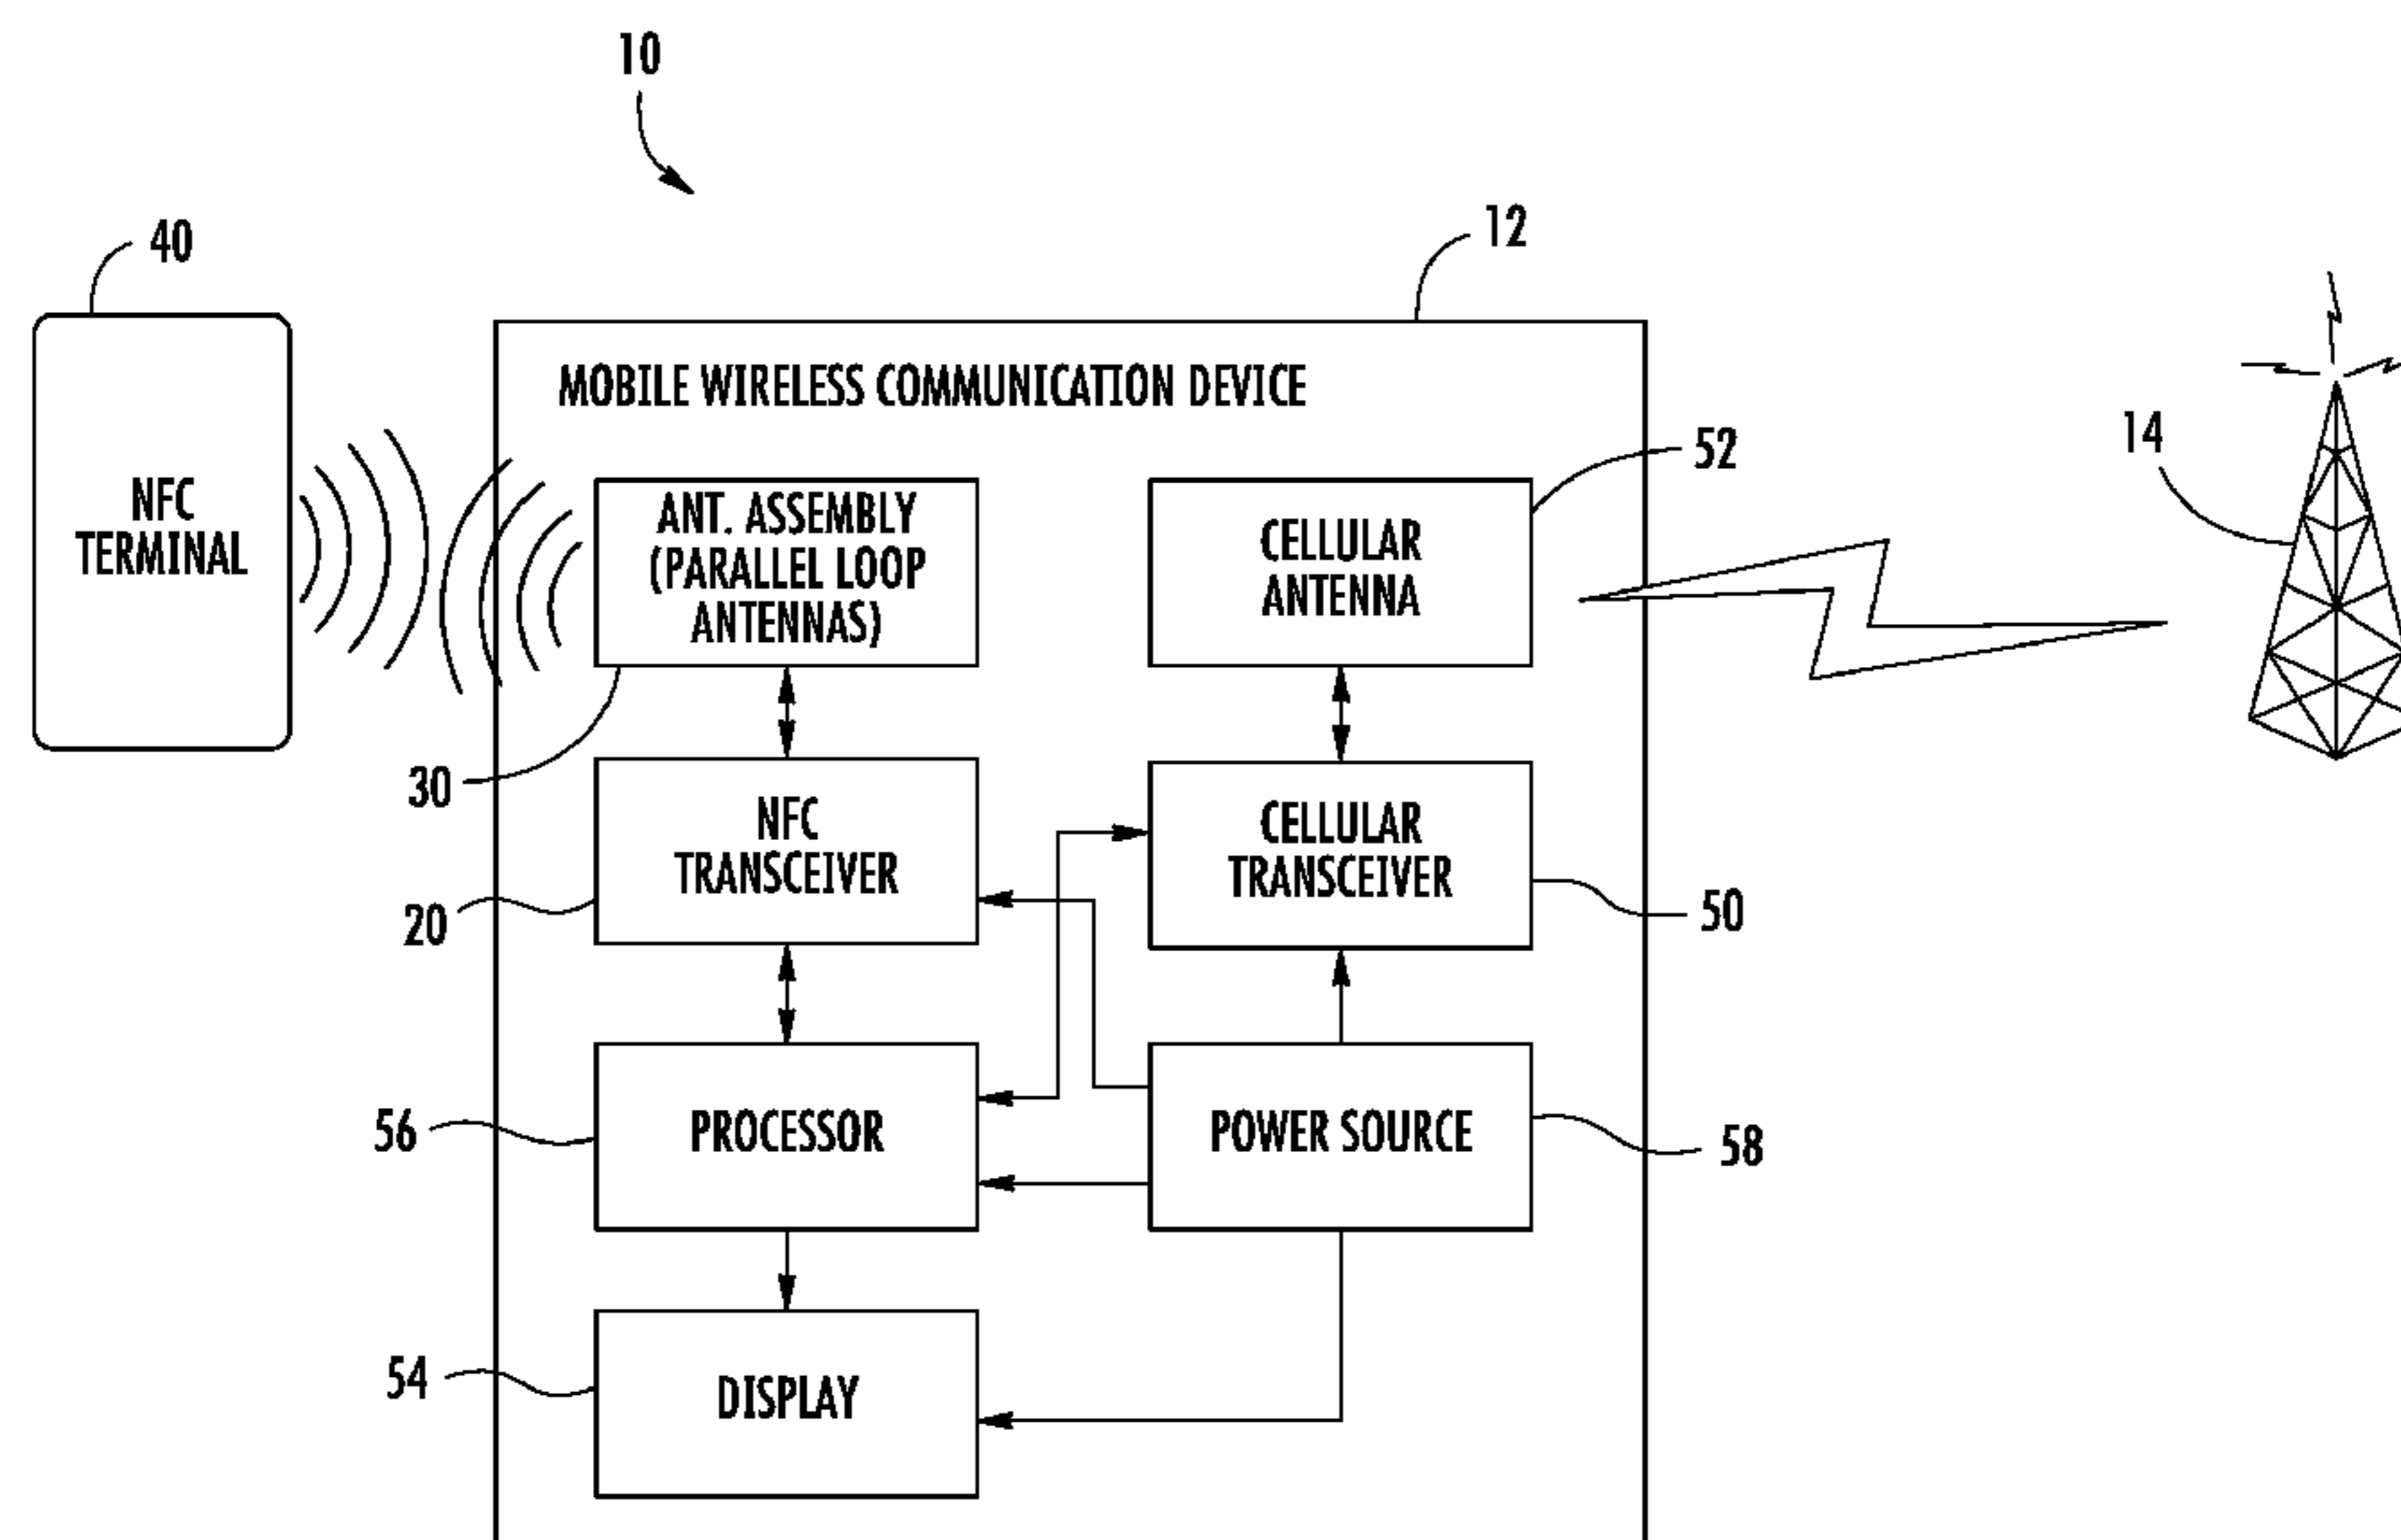 10
40
12
MOBILE WIRELESS COMMUNICATION DEVICE
52
14
NFC
TERMINAL
ANT. ASSEMBLY
(PARALLEL LOOP
ANTENNAS)
CELLULAR
ANTENNA
30
NFC
TRANSCEIVER
CELLULAR
TRANSCEIVER
20
50
56
PROCESSOR
POWER SOURCE
58
54
DISPLAY